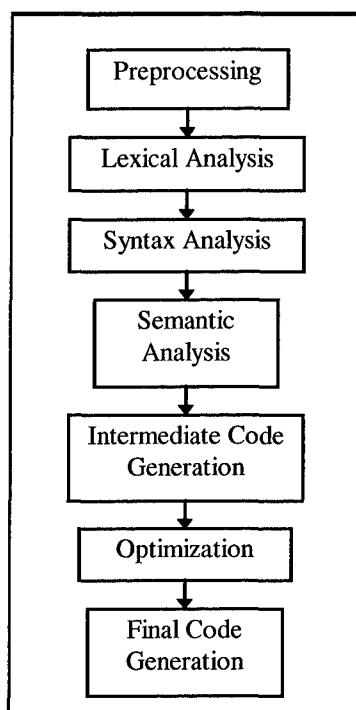 Preprocessing
Lexical Analysis
Syntax Analysis
Semantic
Analysis
Intermediate Code
Generation
Optimization
Final Code
Generation